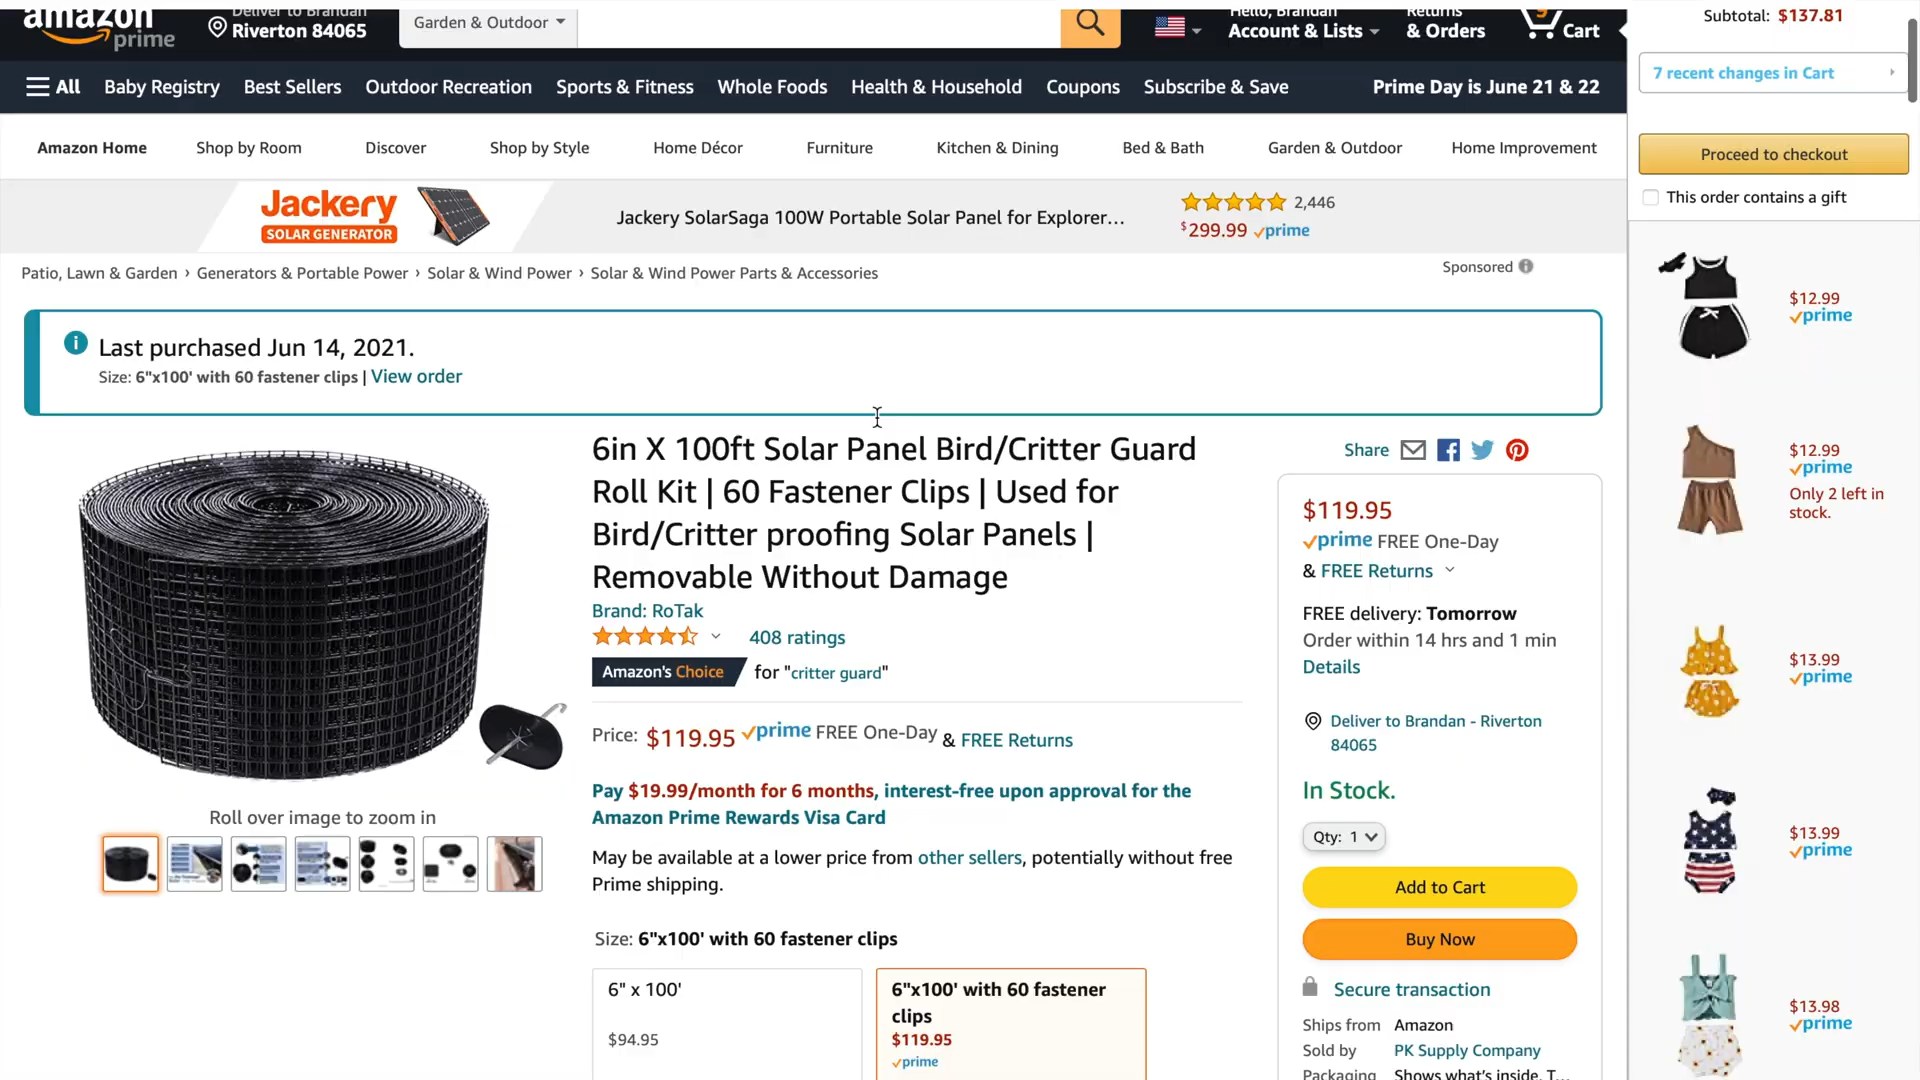 amazon
prime
Deliver to Brandan
Riverton 84065
Garden & Outdoor
Hello, Brandan
Account & Lists
Returns
& Orders
9
Cart
All
Baby Registry
Best Sellers
Outdoor Recreation
Sports & Fitness
Whole Foods
Health & Household
Coupons
Subscribe & Save
Prime Day is June 21 & 22
Amazon Home
Shop by Room
Discover
Shop by Style
Home Décor
Furniture
Kitchen & Dining
Bed & Bath
Garden & Outdoor
Home Improvement
Jackery
SOLAR GENERATOR
Jackery SolarSaga 100W Portable Solar Panel for Explorer...
2,446
$299.99 prime
Sponsored
Patio, Lawn & Garden › Generators & Portable Power › Solar & Wind Power › Solar & Wind Power Parts & Accessories
Last purchased Jun 14, 2021.
Size: 6"x100' with 60 fastener clips | View order
Roll over image to zoom in
6in X 100ft Solar Panel Bird/Critter Guard
Roll Kit | 60 Fastener Clips | Used for
Bird/Critter proofing Solar Panels |
Removable Without Damage
Brand: RoTak
408 ratings
Amazon's Choice for "critter guard"
Price: $119.95 prime FREE One-Day & FREE Returns
Pay $19.99/month for 6 months, interest-free upon approval for the
Amazon Prime Rewards Visa Card
May be available at a lower price from other sellers, potentially without free
Prime shipping.
Size: 6"x100' with 60 fastener clips
6" x 100'
$94.95
6"x100' with 60 fastener
clips
$119.95
prime
Share
$119.95
prime FREE One-Day
& FREE Returns
FREE delivery: Tomorrow
Order within 14 hrs and 1 min
Details
Deliver to Brandan - Riverton
84065
In Stock.
Qty: 1
Add to Cart
Buy Now
Secure transaction
Ships from Amazon
Sold by PK Supply Company
Packaging Shows what's inside. T...
Subtotal: $137.81
7 recent changes in Cart
Proceed to checkout
This order contains a gift
$12.99
prime
$12.99
prime
Only 2 left in
stock.
$13.99
prime
$13.99
prime
$13.98
prime